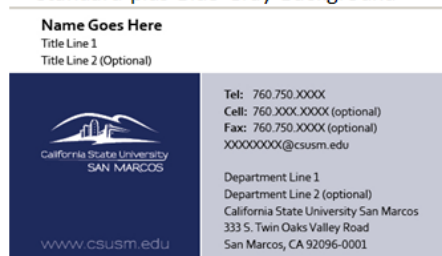 Name Goes Here
Title Line 1
Title Line 2 (Optional)
California State University
SAN MARCOS
www.csusm.edu
Tel: 760.750.XXXX
Cell: 760.XXX.XXXX (optional)
Fax: 760.750.XXXX (optional)
XXXXXXXX@csusm.edu
Department Line 1
Department Line 2 (optional)
California State University San Marcos
333 S. Twin Oaks Valley Road
San Marcos, CA 92096-0001